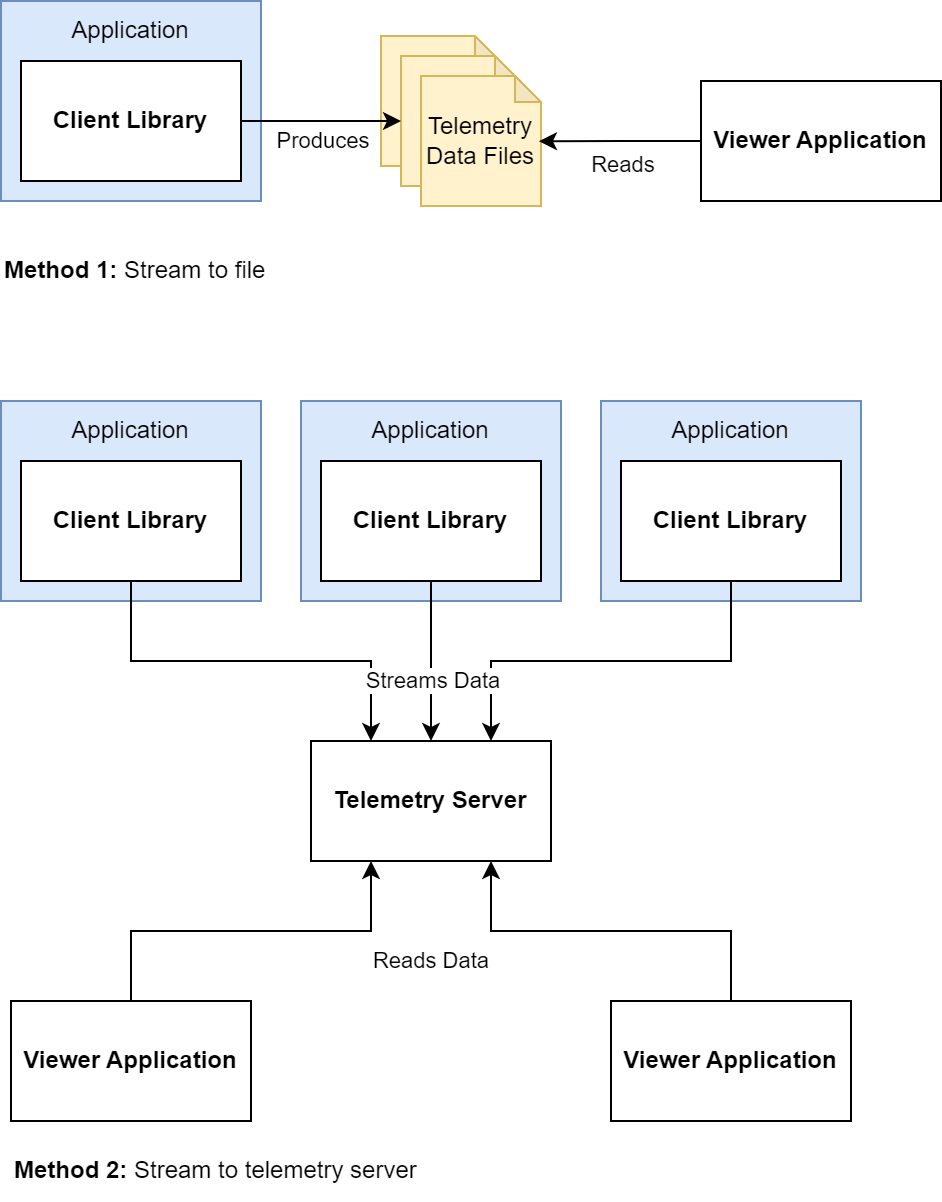 Application
Client Library
Produces
Telemetry
Data Files
Reads
Viewer Application
Method 1: Stream to file
Application
Application
Application
Client Library
Client Library
Client Library
Streams Data
Telemetry Server
Reads Data
Viewer Application
Viewer Application
Method 2: Stream to telemetry server